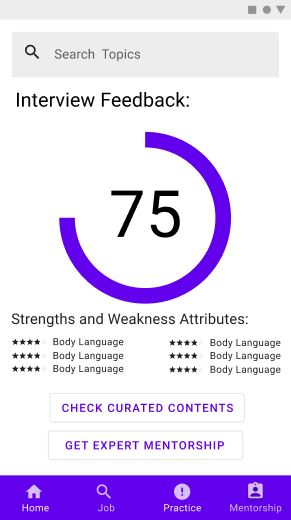 Search Topics
Interview Feedback:
75
Strengths and Weakness Attributes:
Body Language Body Language
Body Language Body Language
Body Language Body Language
CHECK CURATED CONTENTS
GET EXPERT MENTORSHIP
Home Job Practice Mentorship